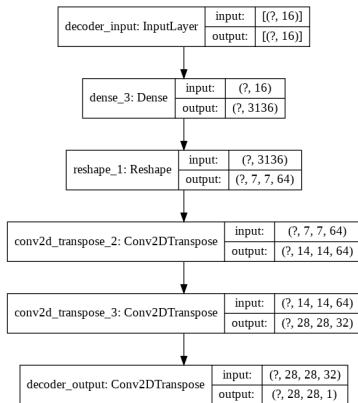 decoder_input: InputLayer
input: [(?, 16)]
output: [(?, 16)]
dense_3: Dense
input: (?, 16)
output: (?, 3136)
reshape_1: Reshape
input: (?, 3136)
output: (?, 7, 7, 64)
conv2d_transpose_2: Conv2DTranspose
input: (?, 7, 7, 64)
output: (?, 14, 14, 64)
conv2d_transpose_3: Conv2DTranspose
input: (?, 14, 14, 64)
output: (?, 28, 28, 32)
decoder_output: Conv2DTranspose
input: (?, 28, 28, 32)
output: (?, 28, 28, 1)